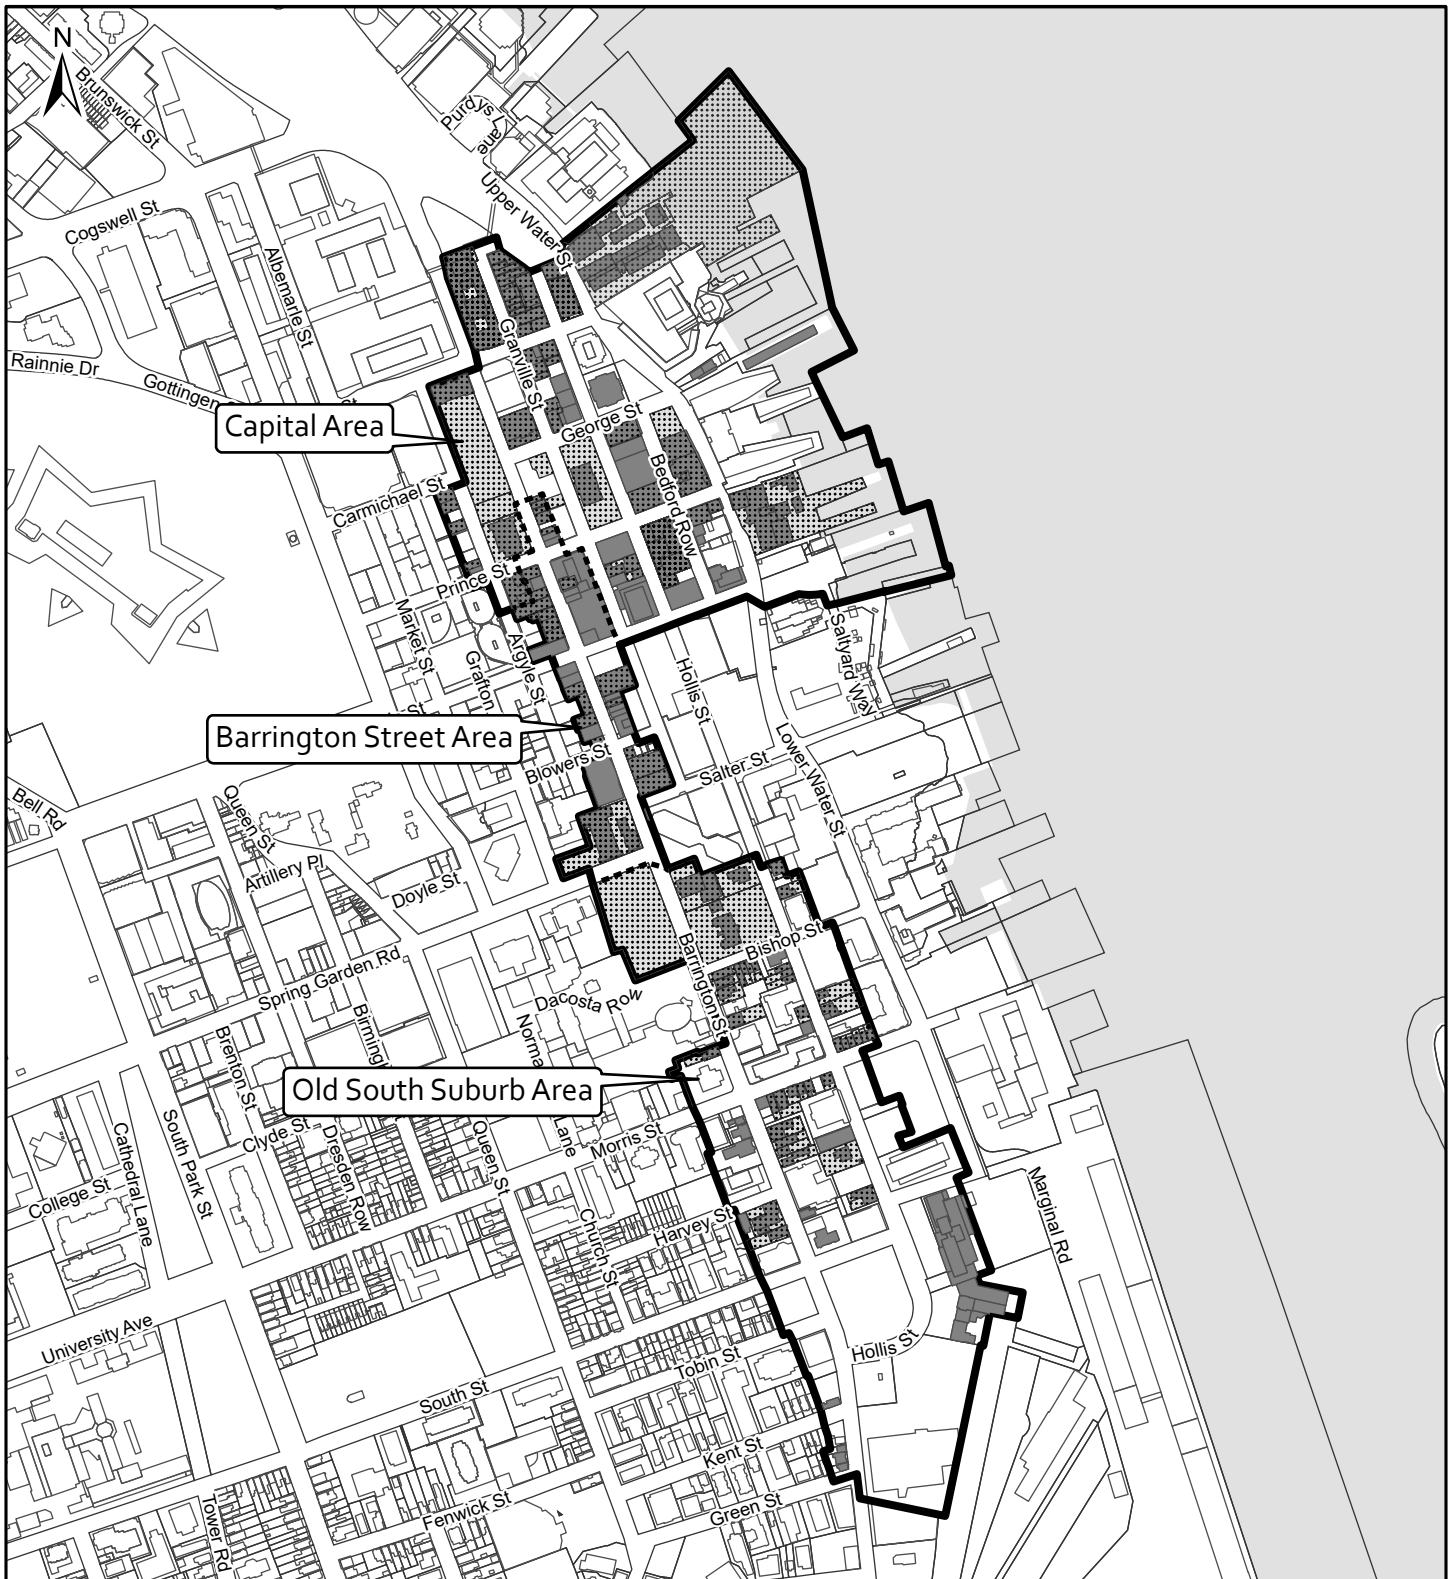 N
Brunswick St
Purdys Lane
Upper Water St
Cogswell St
Albemarle St
Granville St
Rainnie Dr
Gottingen
St
Capital Area
George St
Bedford Row
Carmichael St
Prince St
Market St
Grafton
Argyle St
Saltyard Way
Hollis St
St
Barrington Street Area
Blowers St
Salter St
Lower Water St
Bell Rd
Queen St
Artillery Pl
Doyle St
Spring Garden Rd
Bishop St
Barrington St
Dacosta Row
Birmingh
Norma
Lane
Brenton St
Old South Suburb Area
Clyde St
Dresden Row
Queen St
Morris St
Cathedral Lane
South Park St
College St
Church St
Harvey St
Marginal Rd
University Ave
Hollis St
Tobin St
South St
Kent St
Green St
Fenwick St
Tower Rd